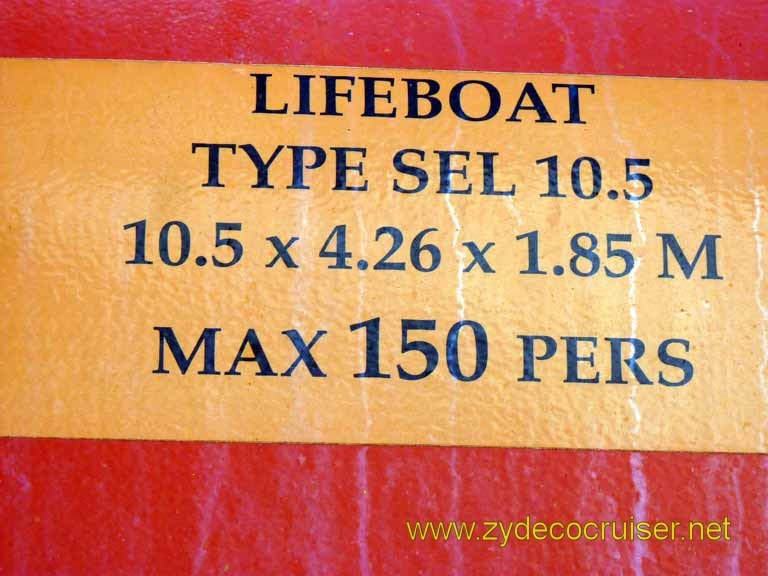 LIFEBOAT
TYPE SEL 10.5
10.5 x 4.26 x 1.85 M
MAX 150 PERS
www.zydecocruiser.net